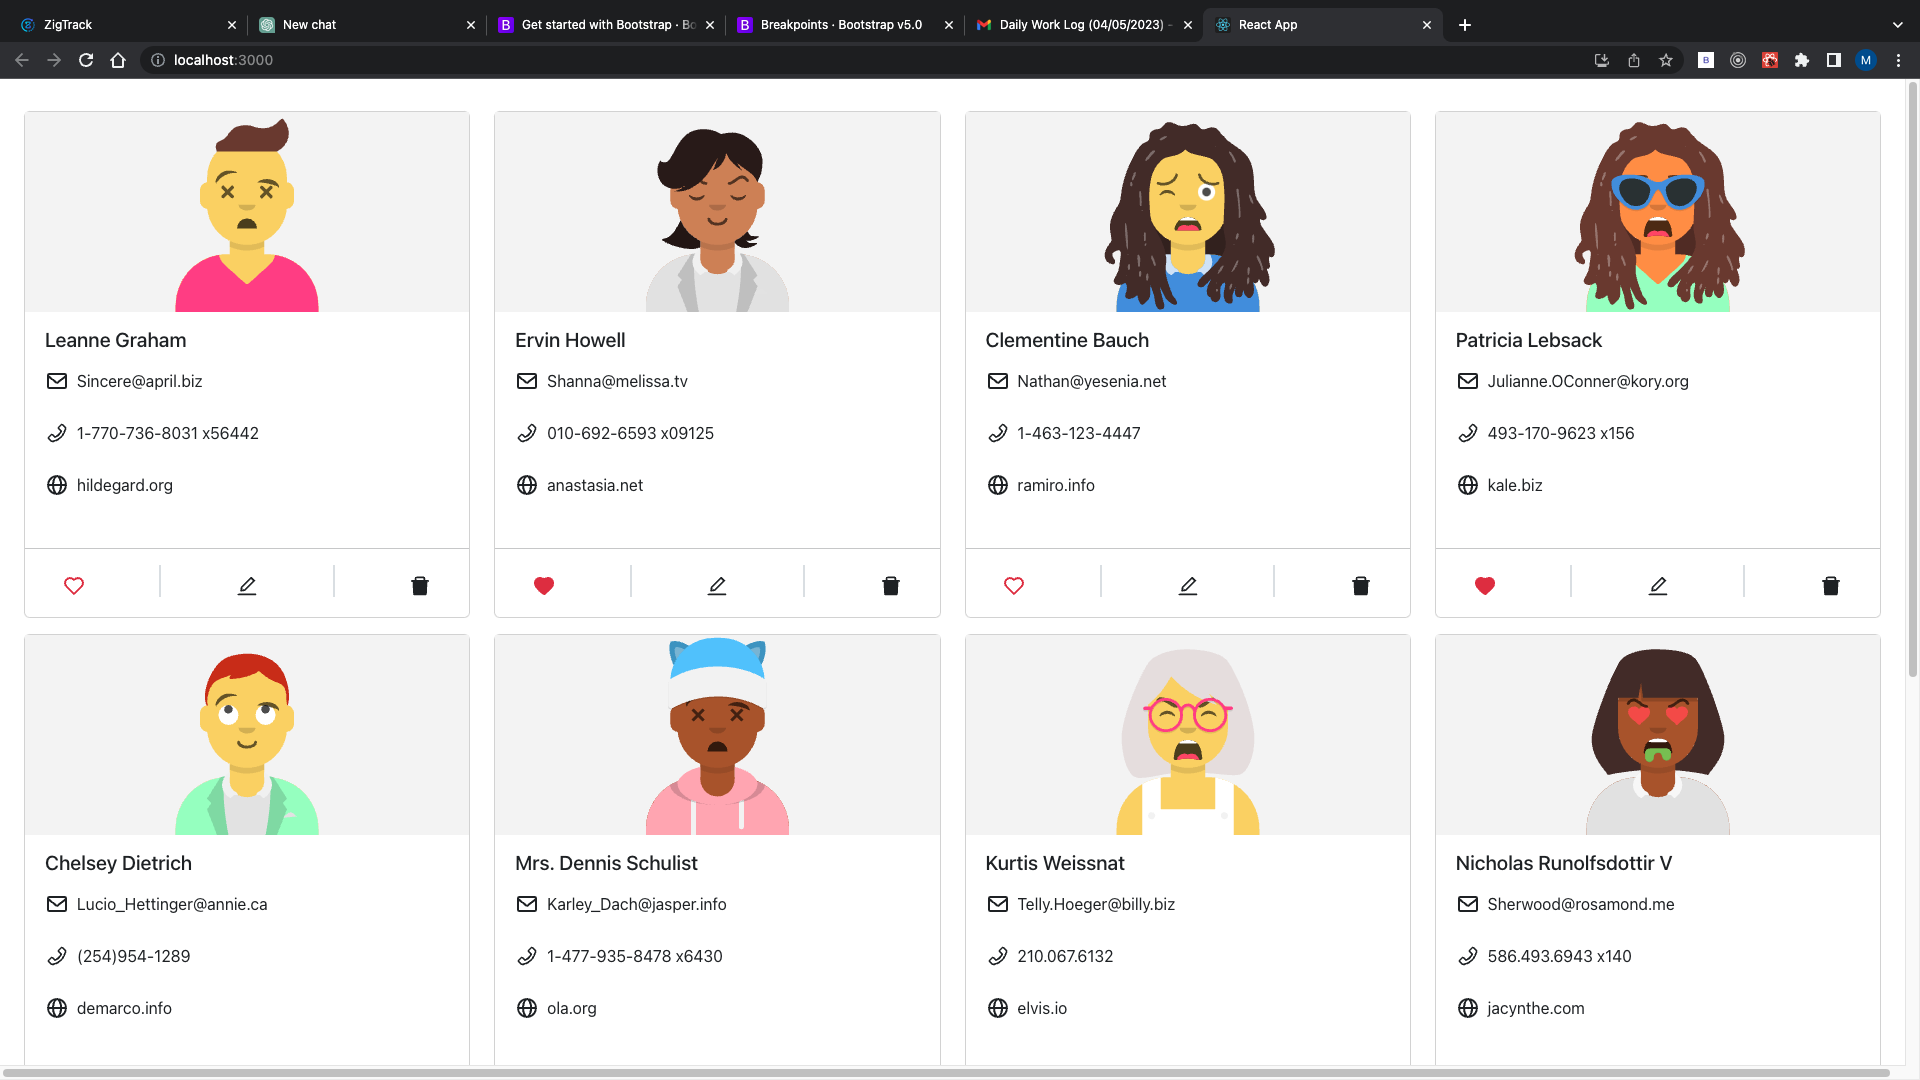 ZigTrack
New chat
Get started with Bootstrap · Bo
Breakpoints · Bootstrap v5.0
Daily Work Log (04/05/2023) -
React App
localhost:3000
B
M
Leanne Graham
Sincere@april.biz
1-770-736-8031 x56442
hildegard.org
Ervin Howell
Shanna@melissa.tv
010-692-6593 x09125
anastasia.net
Clementine Bauch
Nathan@yesenia.net
1-463-123-4447
ramiro.info
Patricia Lebsack
Julianne.OConner@kory.org
493-170-9623 x156
kale.biz
Chelsey Dietrich
Lucio_Hettinger@annie.ca
(254)954-1289
demarco.info
Mrs. Dennis Schulist
Karley_Dach@jasper.info
1-477-935-8478 x6430
ola.org
Kurtis Weissnat
Telly.Hoeger@billy.biz
210.067.6132
elvis.io
Nicholas Runolfsdottir V
Sherwood@rosamond.me
586.493.6943 x140
jacynthe.com